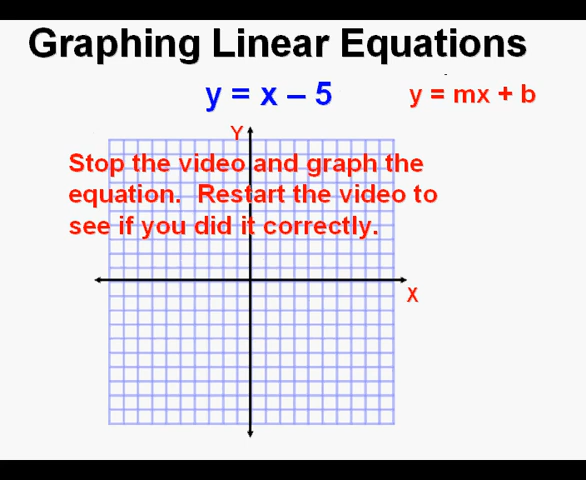 Graphing Linear Equations
y = x – 5
y = mx + b
Y
Stop the video and graph the
equation. Restart the video to
see if you did it correctly.
X